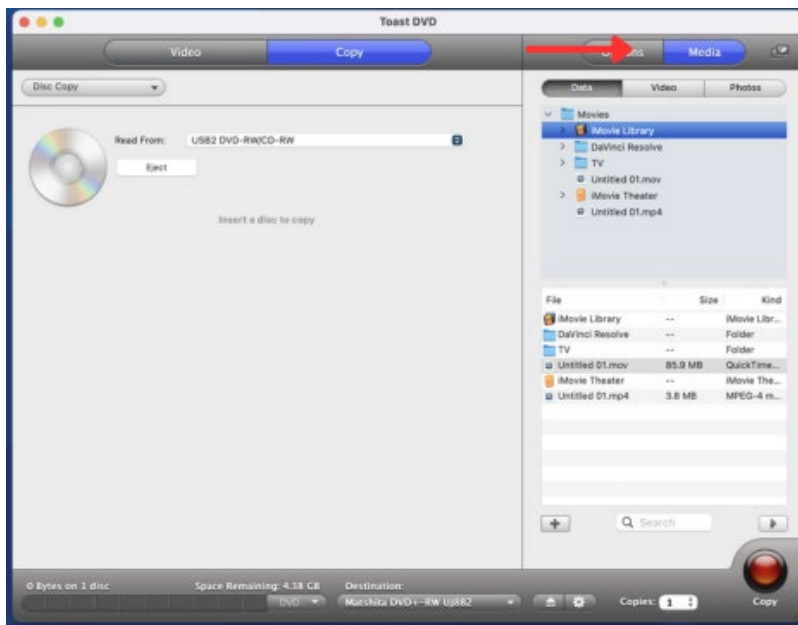 Toast DVD
Video
Copy
Media
Disc Copy
Data
Video
Photos
Read From:
USB2 DVD-RW|CD-RW
Eject
Insert a disc to copy
Movies
iMovie Library
DaVinci Resolve
TV
Untitled 01.mov
iMovie Theater
Untitled 01.mp4
File
Size
Kind
iMovie Library
--
iMovie Libr...
DaVinci Resolve
--
Folder
TV
--
Folder
Untitled 01.mov
85.9 MB
QuickTime...
iMovie Theater
--
iMovie The...
Untitled 01.mp4
3.8 MB
MPEG-4 m...
Search
0 Bytes on 1 disc
Space Remaining: 4.38 GB
DVD
Destination:
Matshita DVD+-RW UJ8B2
Copies: 1
Copy